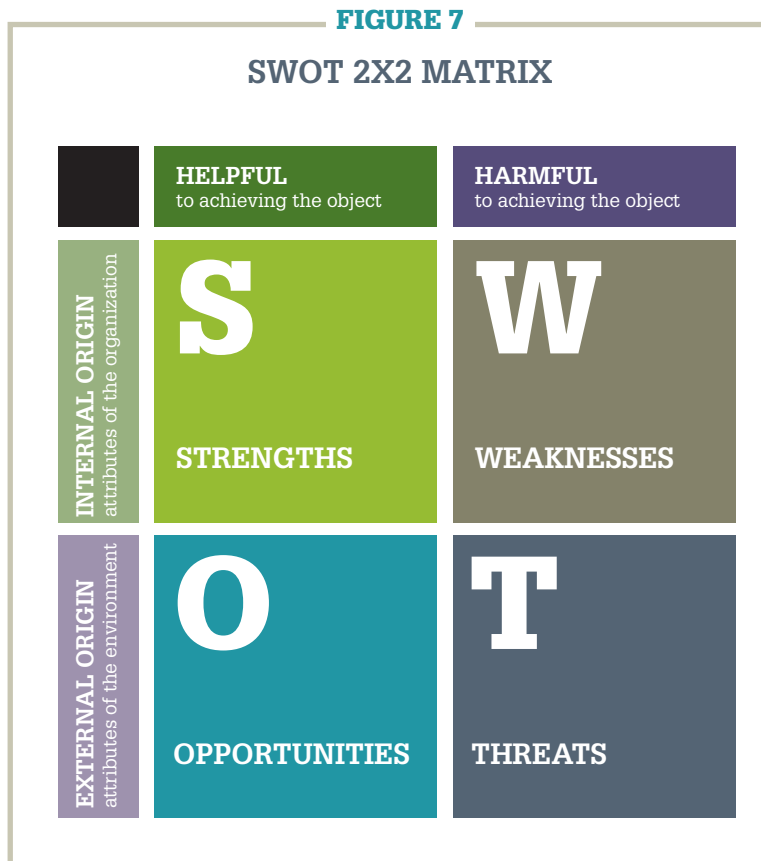 FIGURE 7
SWOT 2X2 MATRIX
HELPFUL
to achieving the object
HARMFUL
to achieving the object
INTERNAL ORIGIN
attributes of the organization
S
STRENGTHS
W
WEAKNESSES
EXTERNAL ORIGIN
attributes of the environment
O
OPPORTUNITIES
T
THREATS